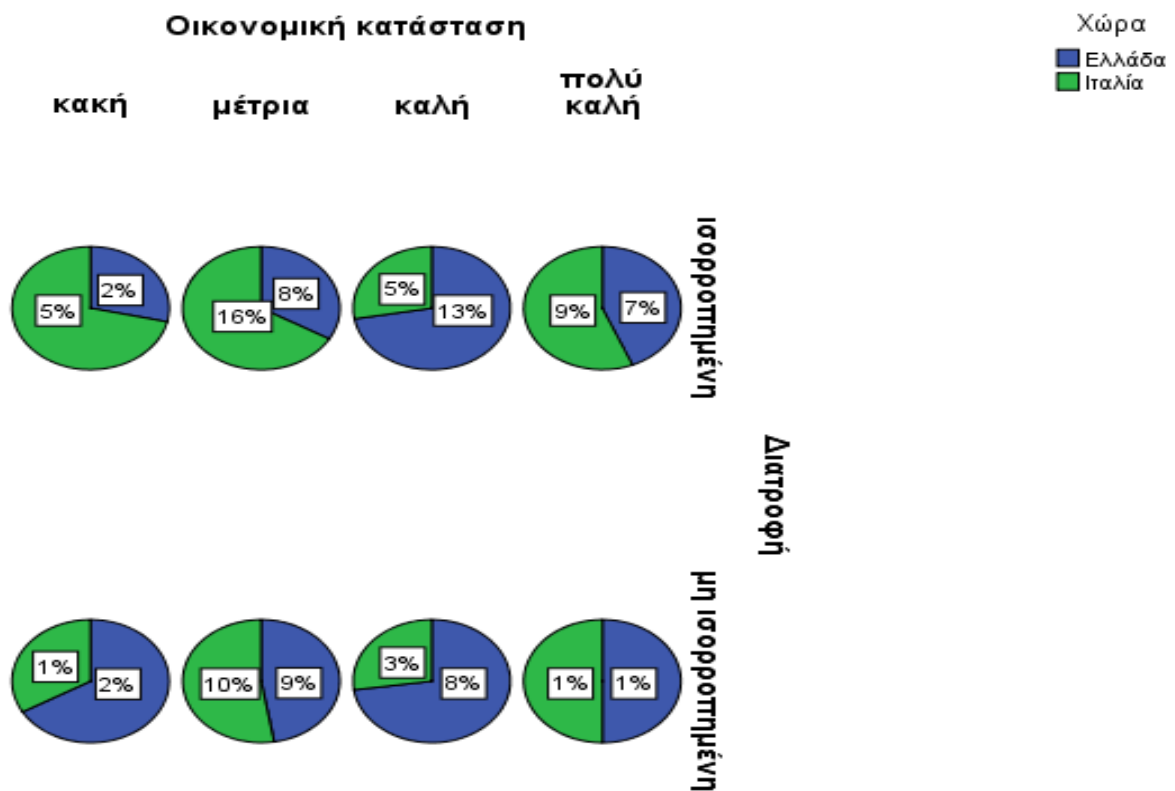 Οικονομική κατάσταση
κακή
μέτρια
καλή
πολύ
καλή
Χώρα
Ελλάδα
Ιταλία
2%
5%
8%
16%
5%
13%
9%
7%
ισορροπημένη
Διατροφή
1%
2%
10%
9%
3%
8%
1%
1%
μη ισορροπημένη